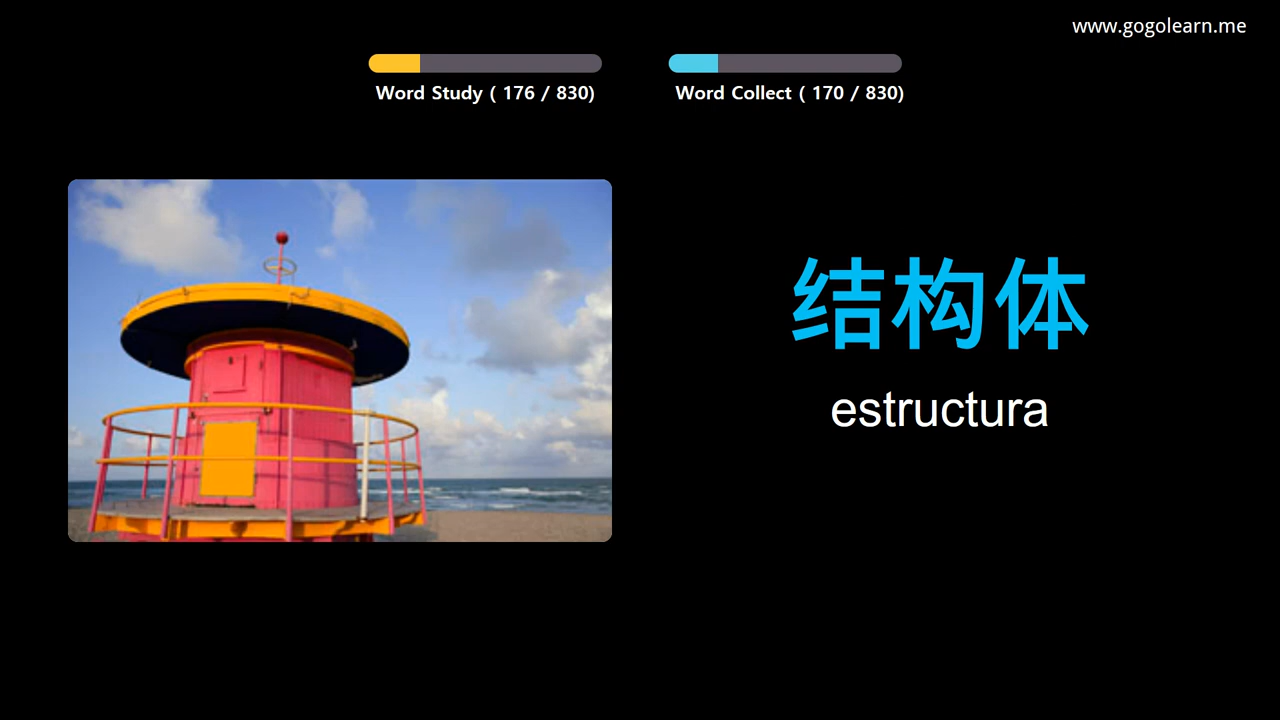 www.gogolearn.me
Word Study ( 176 / 830)
Word Collect ( 170 / 830)
结构体
estructura